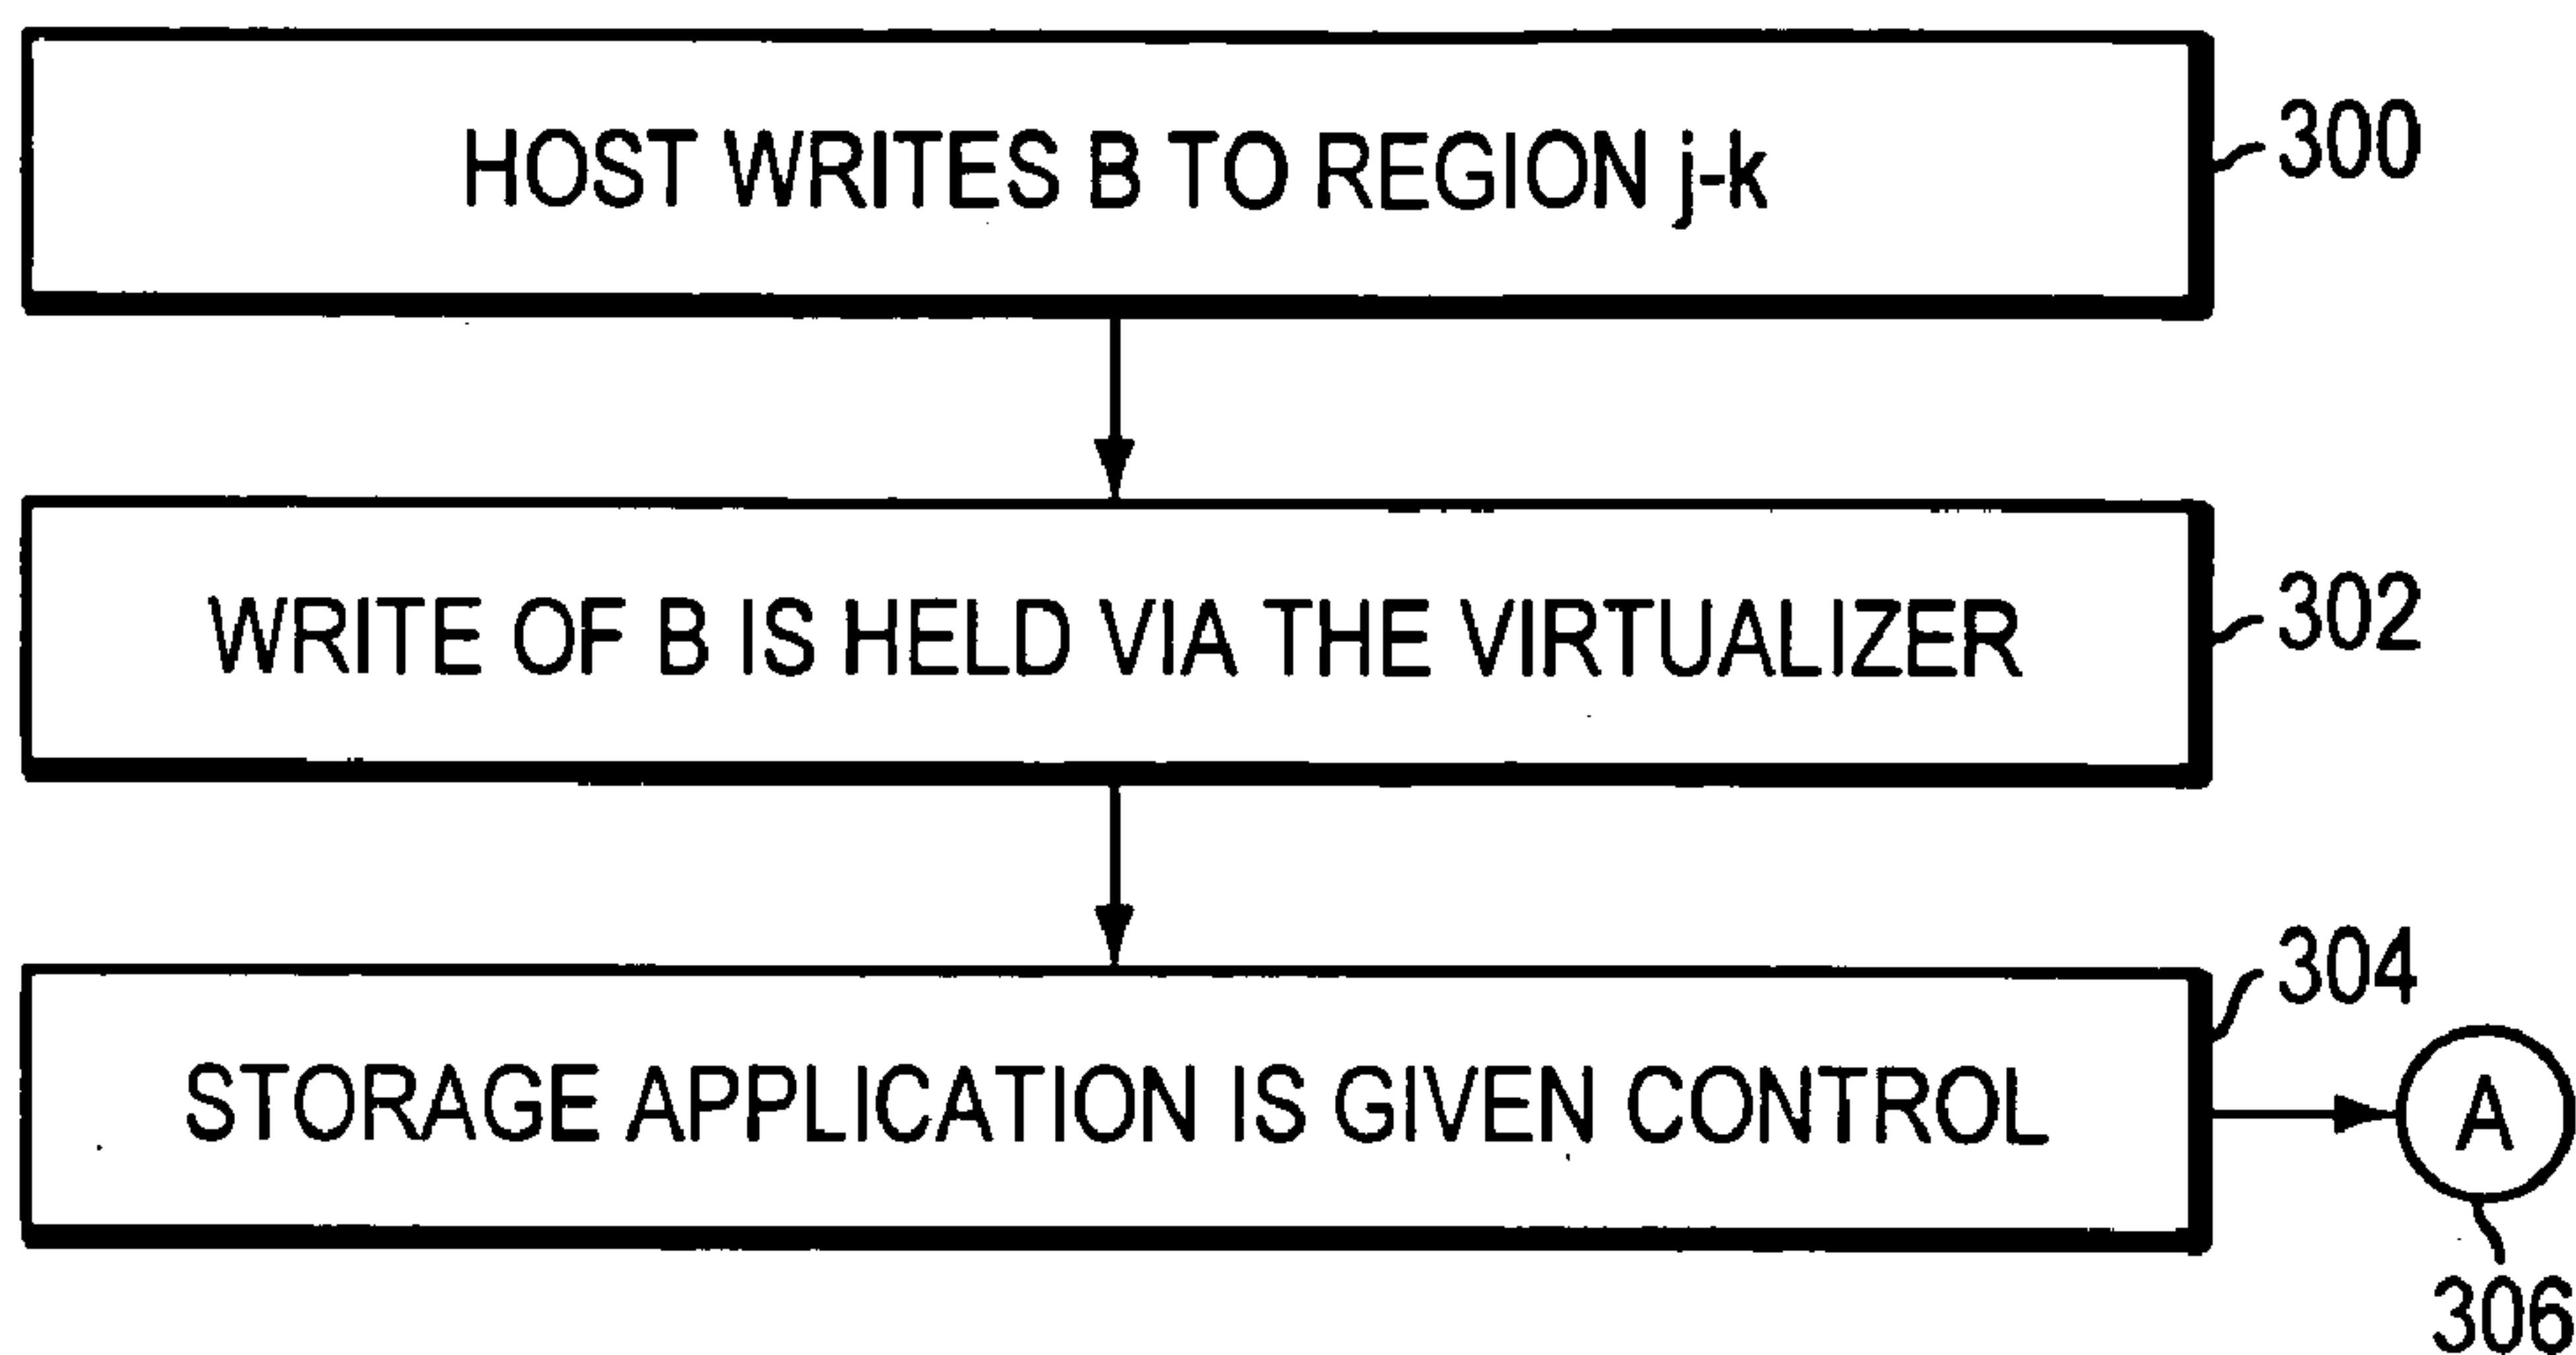 HOST WRITES B TO REGION j-k
300
WRITE OF B IS HELD VIA THE VIRTUALIZER
302
304
STORAGE APPLICATION IS GIVEN CONTROL
A
306